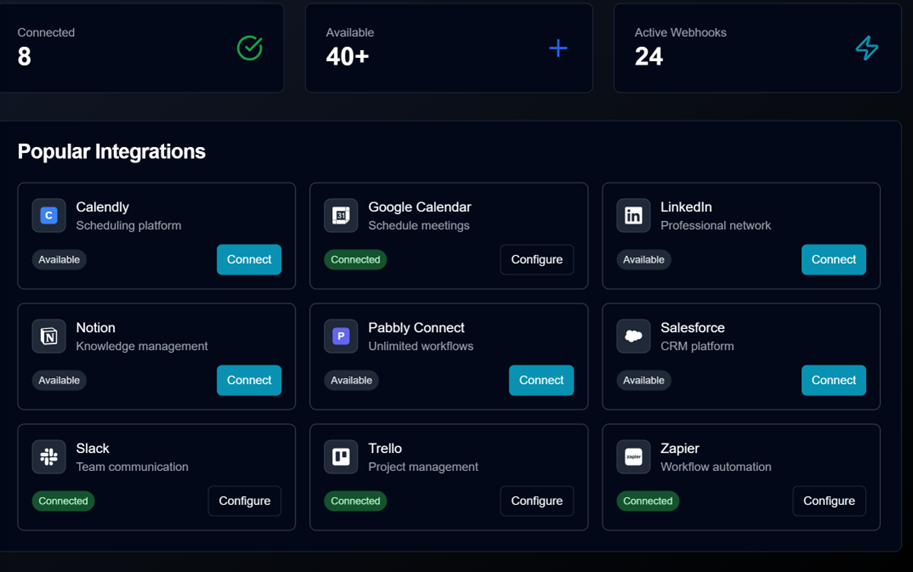 Connected
8
Available
40+
Active Webhooks
24
Popular Integrations
C
Calendly
Scheduling platform
Available
Connect
31
Google Calendar
Schedule meetings
Connected
Configure
in
LinkedIn
Professional network
Available
Connect
N
Notion
Knowledge management
Available
Connect
P
Pabbly Connect
Unlimited workflows
Available
Connect
Salesforce
CRM platform
Available
Connect
Slack
Team communication
Connected
Configure
Trello
Project management
Connected
Configure
zapier
Zapier
Workflow automation
Connected
Configure